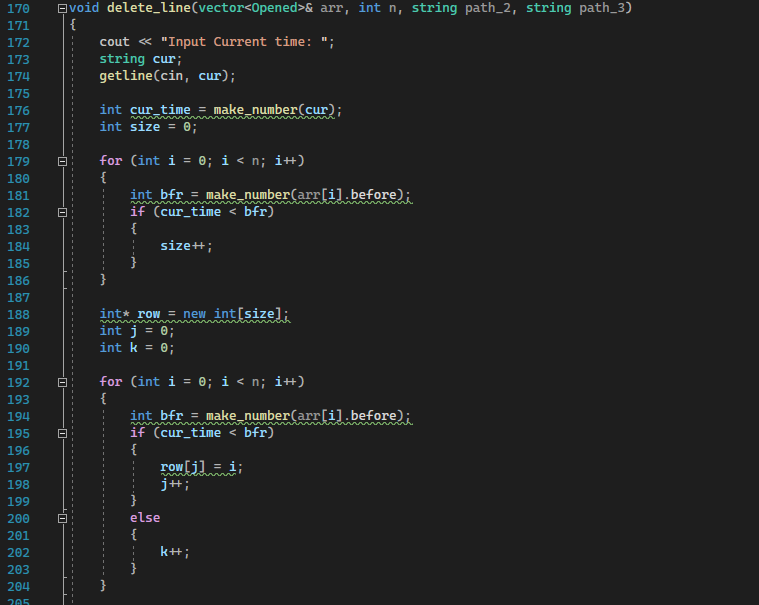 170 void delete_line(vector<Opened>& arr, int n, string path_2, string path_3)
171 {
172 cout << "Input Current time: ";
173 string cur;
174 getline(cin, cur);
175
176 int cur_time = make_number(cur);
177 int size = 0;
178
179 for (int i = 0; i < n; i++)
180 {
181 int bfr = make_number(arr[i].before);
182 if (cur_time < bfr)
183 {
184 size++;
185 }
186 }
187
188 int* row = new int[size];
189 int j = 0;
190 int k = 0;
191
192 for (int i = 0; i < n; i++)
193 {
194 int bfr = make_number(arr[i].before);
195 if (cur_time < bfr)
196 {
197 row[j] = i;
198 j++;
199 }
200 else
201 {
202 k++;
203 }
204 }
205